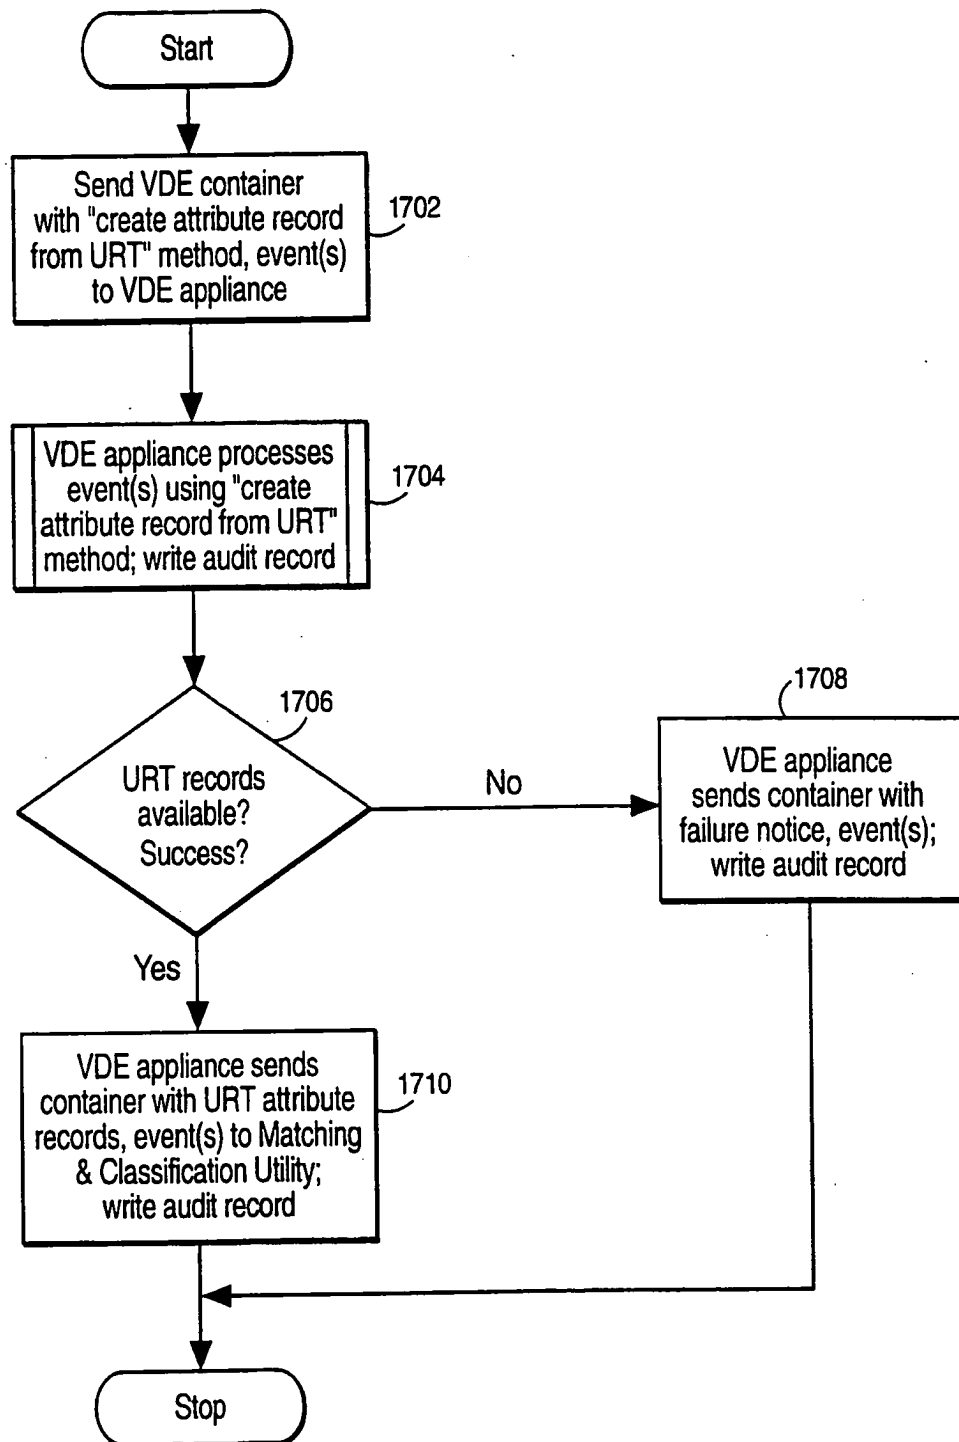 Start
Send VDE container
with "create attribute record
from URT" method, event(s)
to VDE appliance
1702
VDE appliance processes
event(s) using "create
attribute record from URT"
method; write audit record
1704
1706
URT records
available?
Success?
No
1708
VDE appliance
sends container with
failure notice, event(s);
write audit record
Yes
VDE appliance sends
container with URT attribute
records, event(s) to Matching
& Classification Utility;
write audit record
1710
Stop